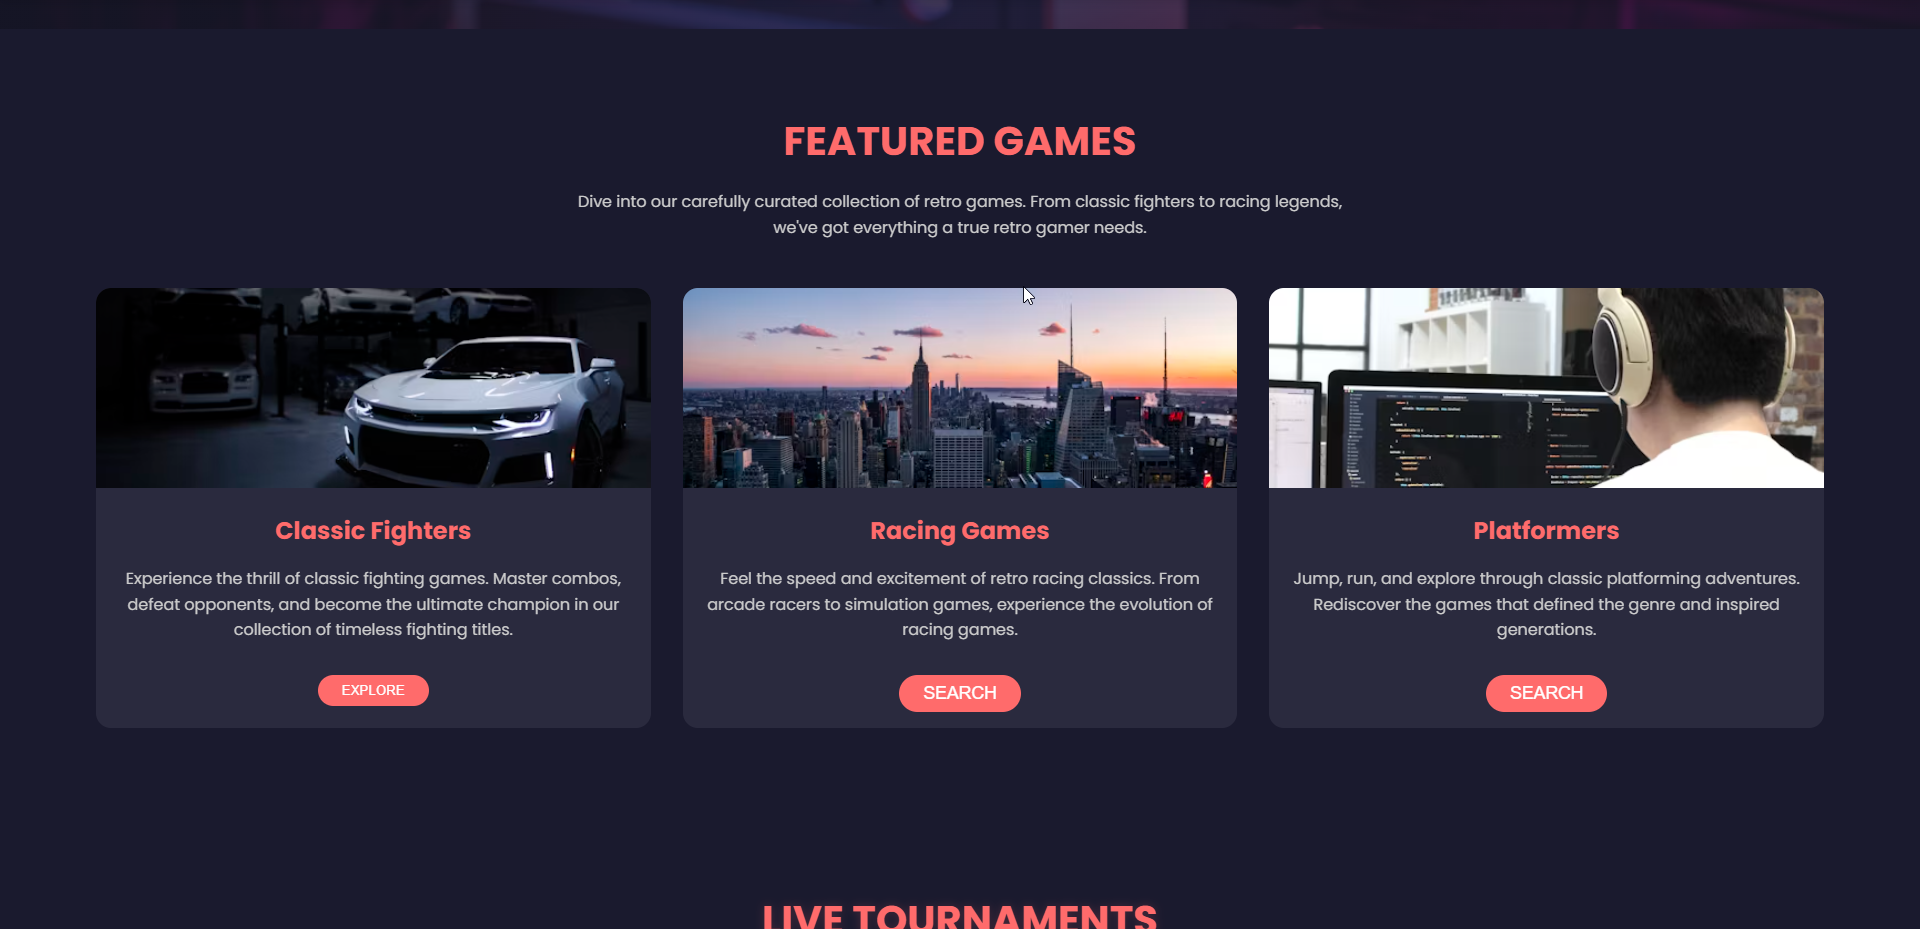 FEATURED GAMES
Dive into our carefully curated collection of retro games. From classic fighters to racing legends,
we've got everything a true retro gamer needs.
Classic Fighters
Experience the thrill of classic fighting games. Master combos,
defeat opponents, and become the ultimate champion in our
collection of timeless fighting titles.
EXPLORE
Racing Games
Feel the speed and excitement of retro racing classics. From
arcade racers to simulation games, experience the evolution of
racing games.
SEARCH
Platformers
Jump, run, and explore through classic platforming adventures.
Rediscover the games that defined the genre and inspired
generations.
SEARCH
LIVE TOURNAMENTS